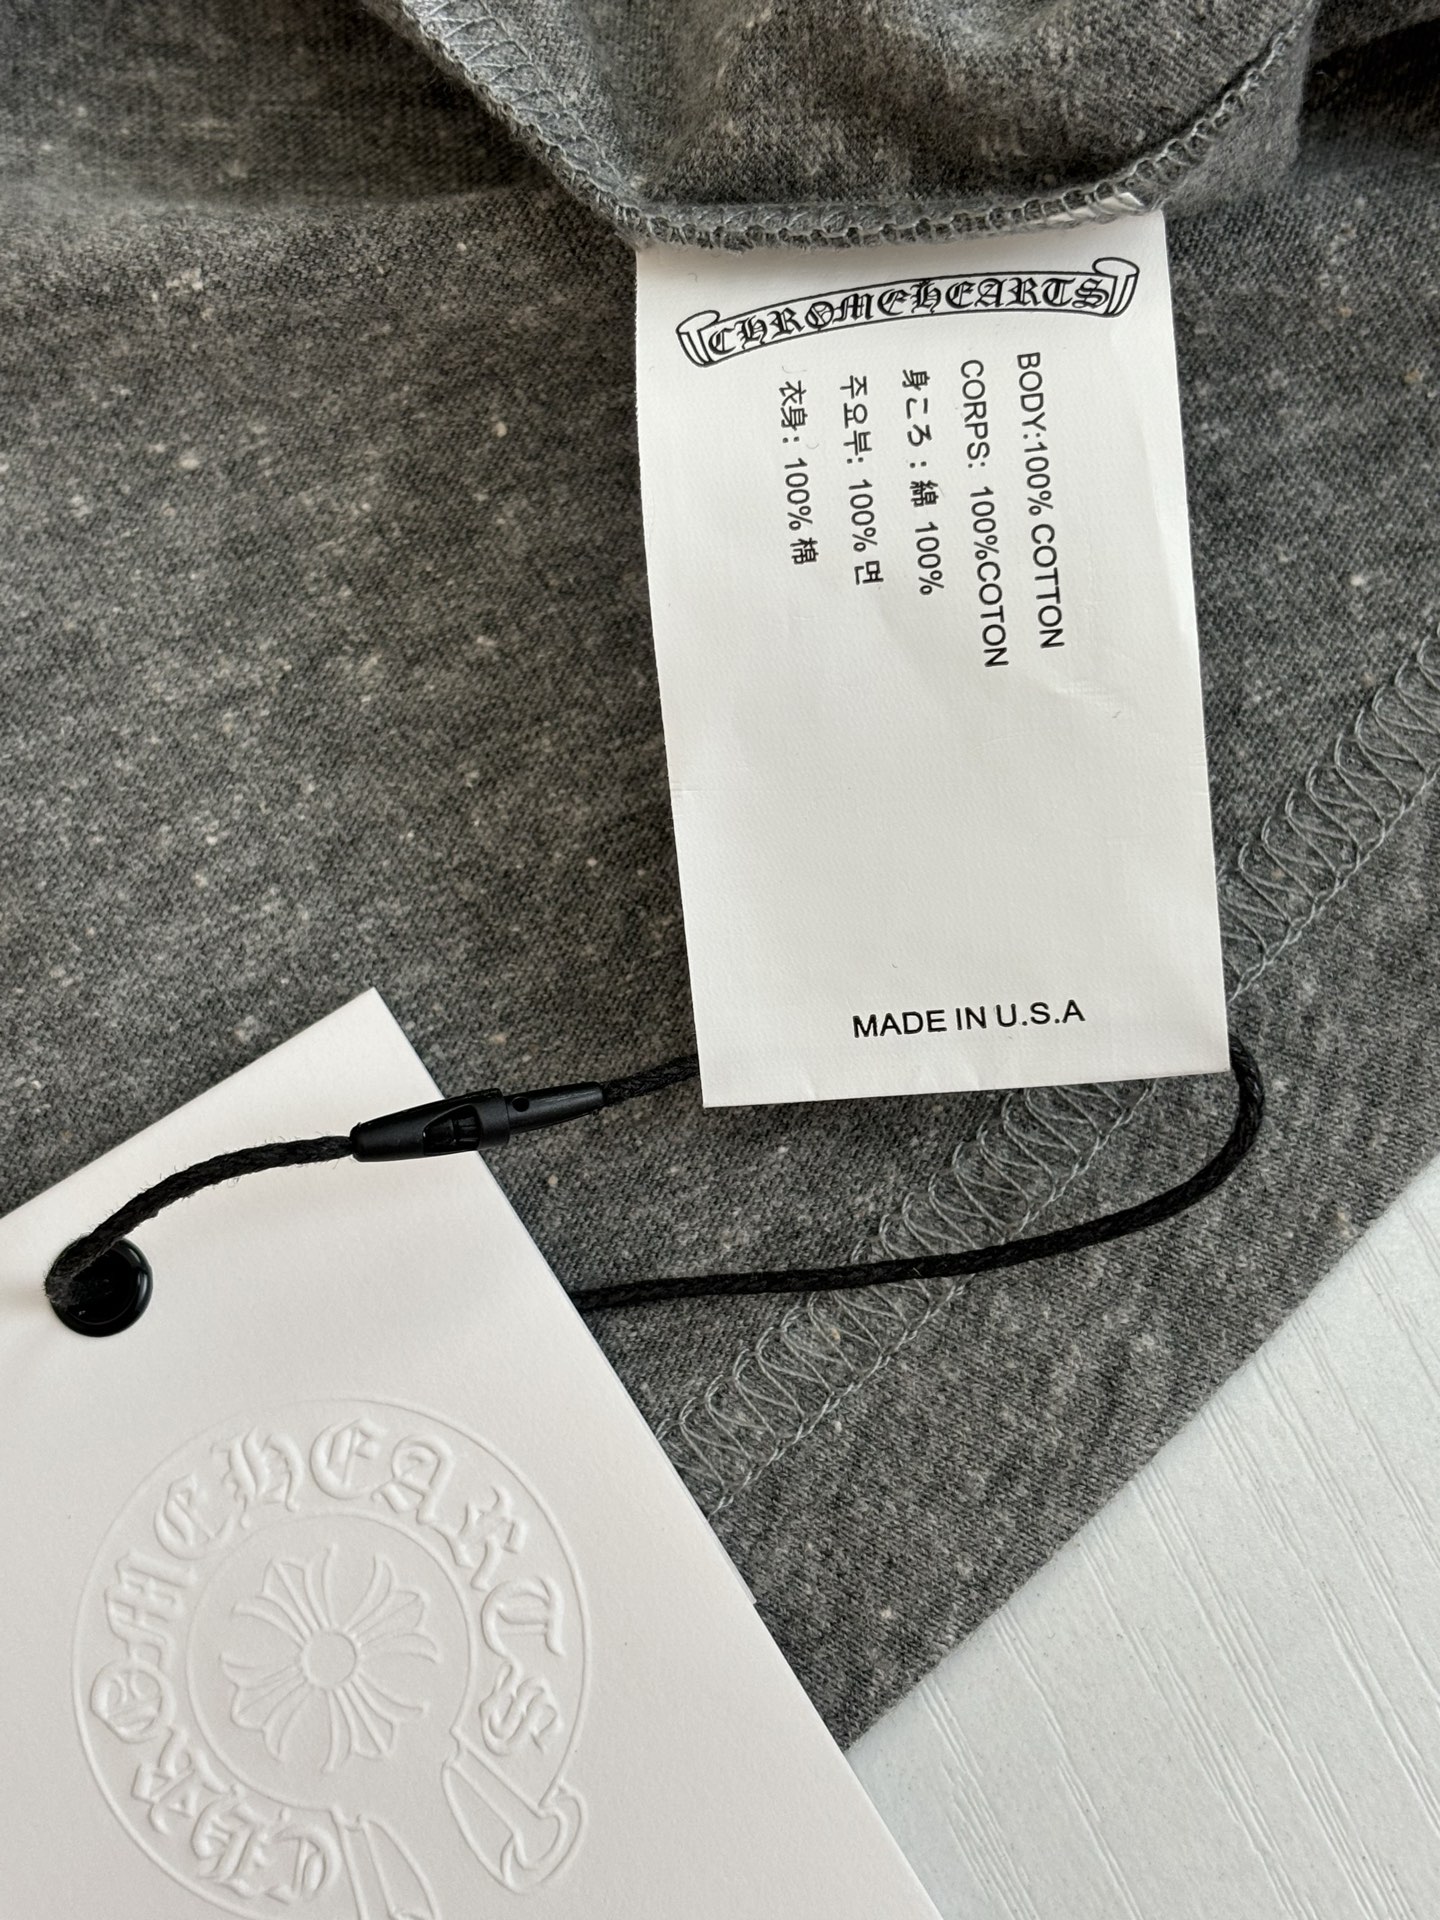 CHROMEHEARTS
BODY:100% COTTON
CORPS: 100%COTON
身ころ : 綿 100%
주요부: 100% 면
衣身: 100% 棉
MADE IN U.S.A
CHROMEHEARTS